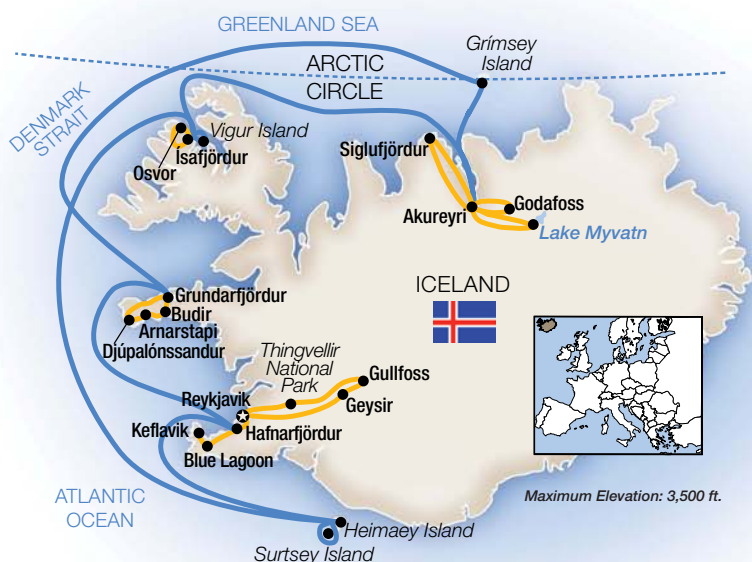 GREENLAND SEA
Grímsey
Island
ARCTIC
CIRCLE
DENMARK
STRAIT
Vigur Island
Ísafjördur
Osvor
Siglufjördur
Akureyri
Godafoss
Lake Myvatn
ICELAND
Grundarfjördur
Budir
Arnarstapi
Djúpalónssandur
Thingvellir
National
Park
Gullfoss
Geysir
Reykjavik
Keflavik
Hafnarfjördur
Blue Lagoon
ATLANTIC
OCEAN
Maximum Elevation: 3,500 ft.
Heimaey Island
Surtsey Island